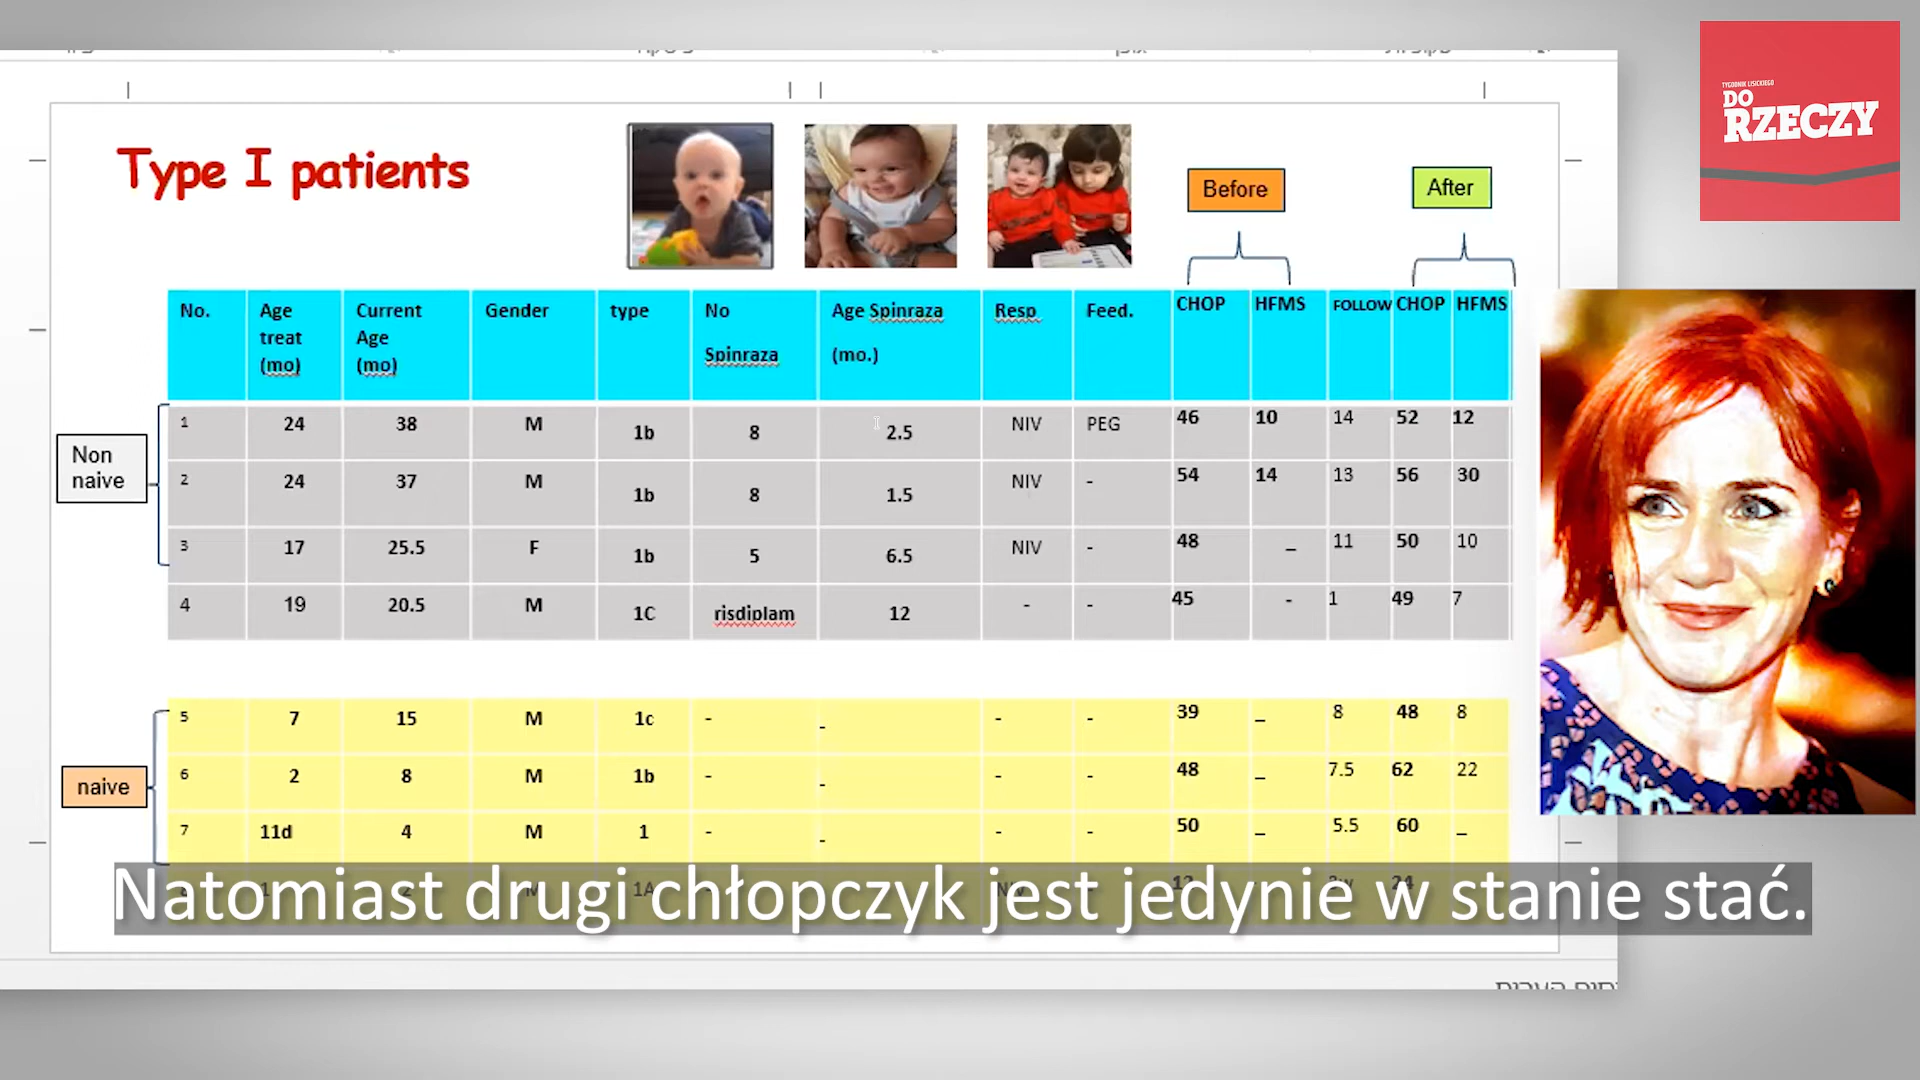 TYGODNIK LISICKIEGO
DO
RZECZY
Type I patients
Before
After
No.
Age
treat
(mo)
Current
Age
(mo)
Gender
type
No
Spinraza
Age Spinraza
(mo.)
Resp
Feed.
CHOP
HFMS
FOLLOW
CHOP
HFMS
Non
naive
1 24 38 M 1b 8 2.5 NIV PEG 46 10 14 52 12
2 24 37 M 1b 8 1.5 NIV - 54 14 13 56 30
3 17 25.5 F 1b 5 6.5 NIV - 48 _ 11 50 10
4 19 20.5 M 1C risdiplam 12 - - 45 - 1 49 7
naive
5 7 15 M 1c - - - - 39 _ 8 48 8
6 2 8 M 1b - - - - 48 _ 7.5 62 22
7 11d 4 M 1 - - - - 50 _ 5.5 60 _
Natomiast drugi chłopczyk jest jedynie w stanie stać.